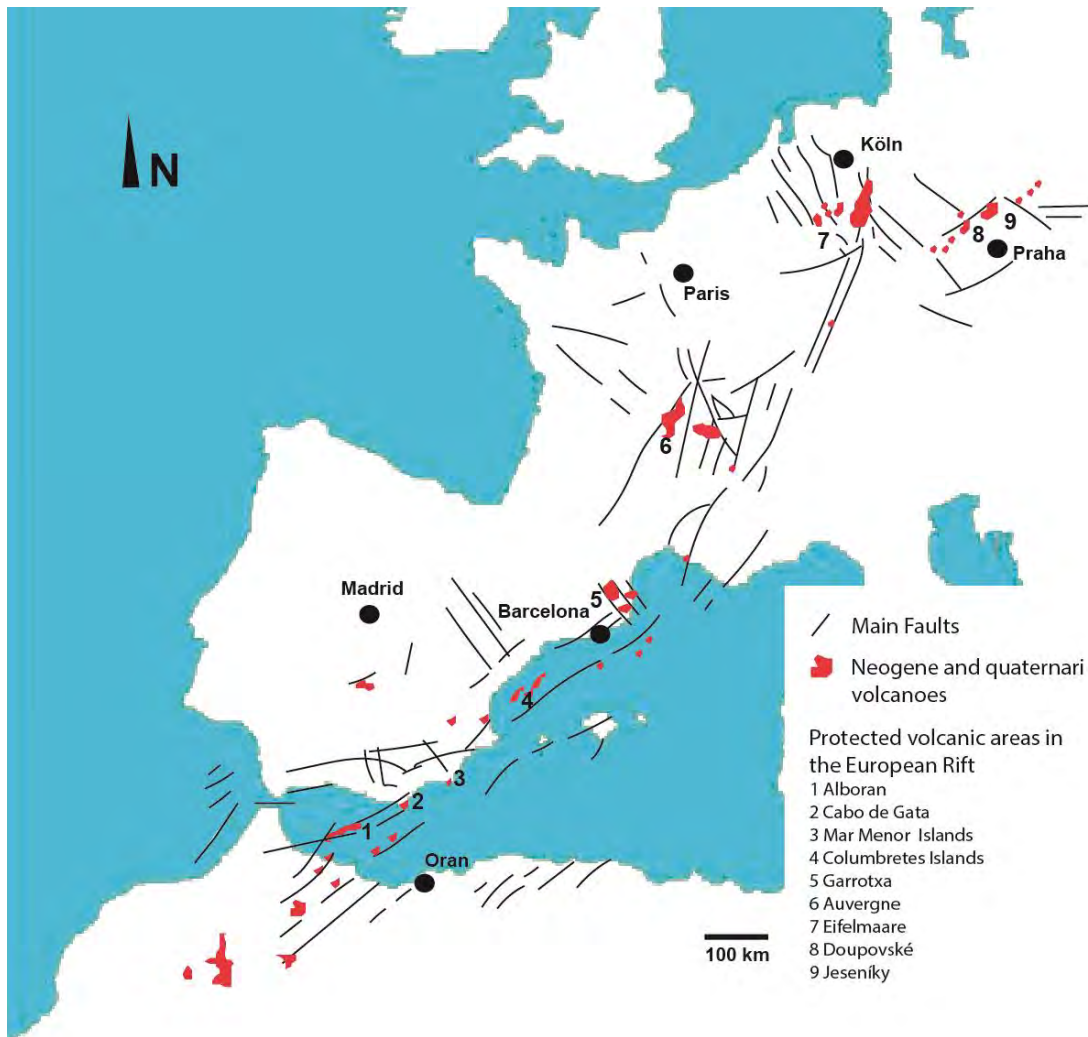 N
Köln
7
8
9
Praha
Paris
6
Madrid
5
Barcelona
4
3
2
1
Oran
100 km
Main Faults
Neogene and quaternari
volcanoes
Protected volcanic areas in
the European Rift
1 Alboran
2 Cabo de Gata
3 Mar Menor Islands
4 Columbretes Islands
5 Garrotxa
6 Auvergne
7 Eifelmaare
8 Doupovské
9 Jeseníky